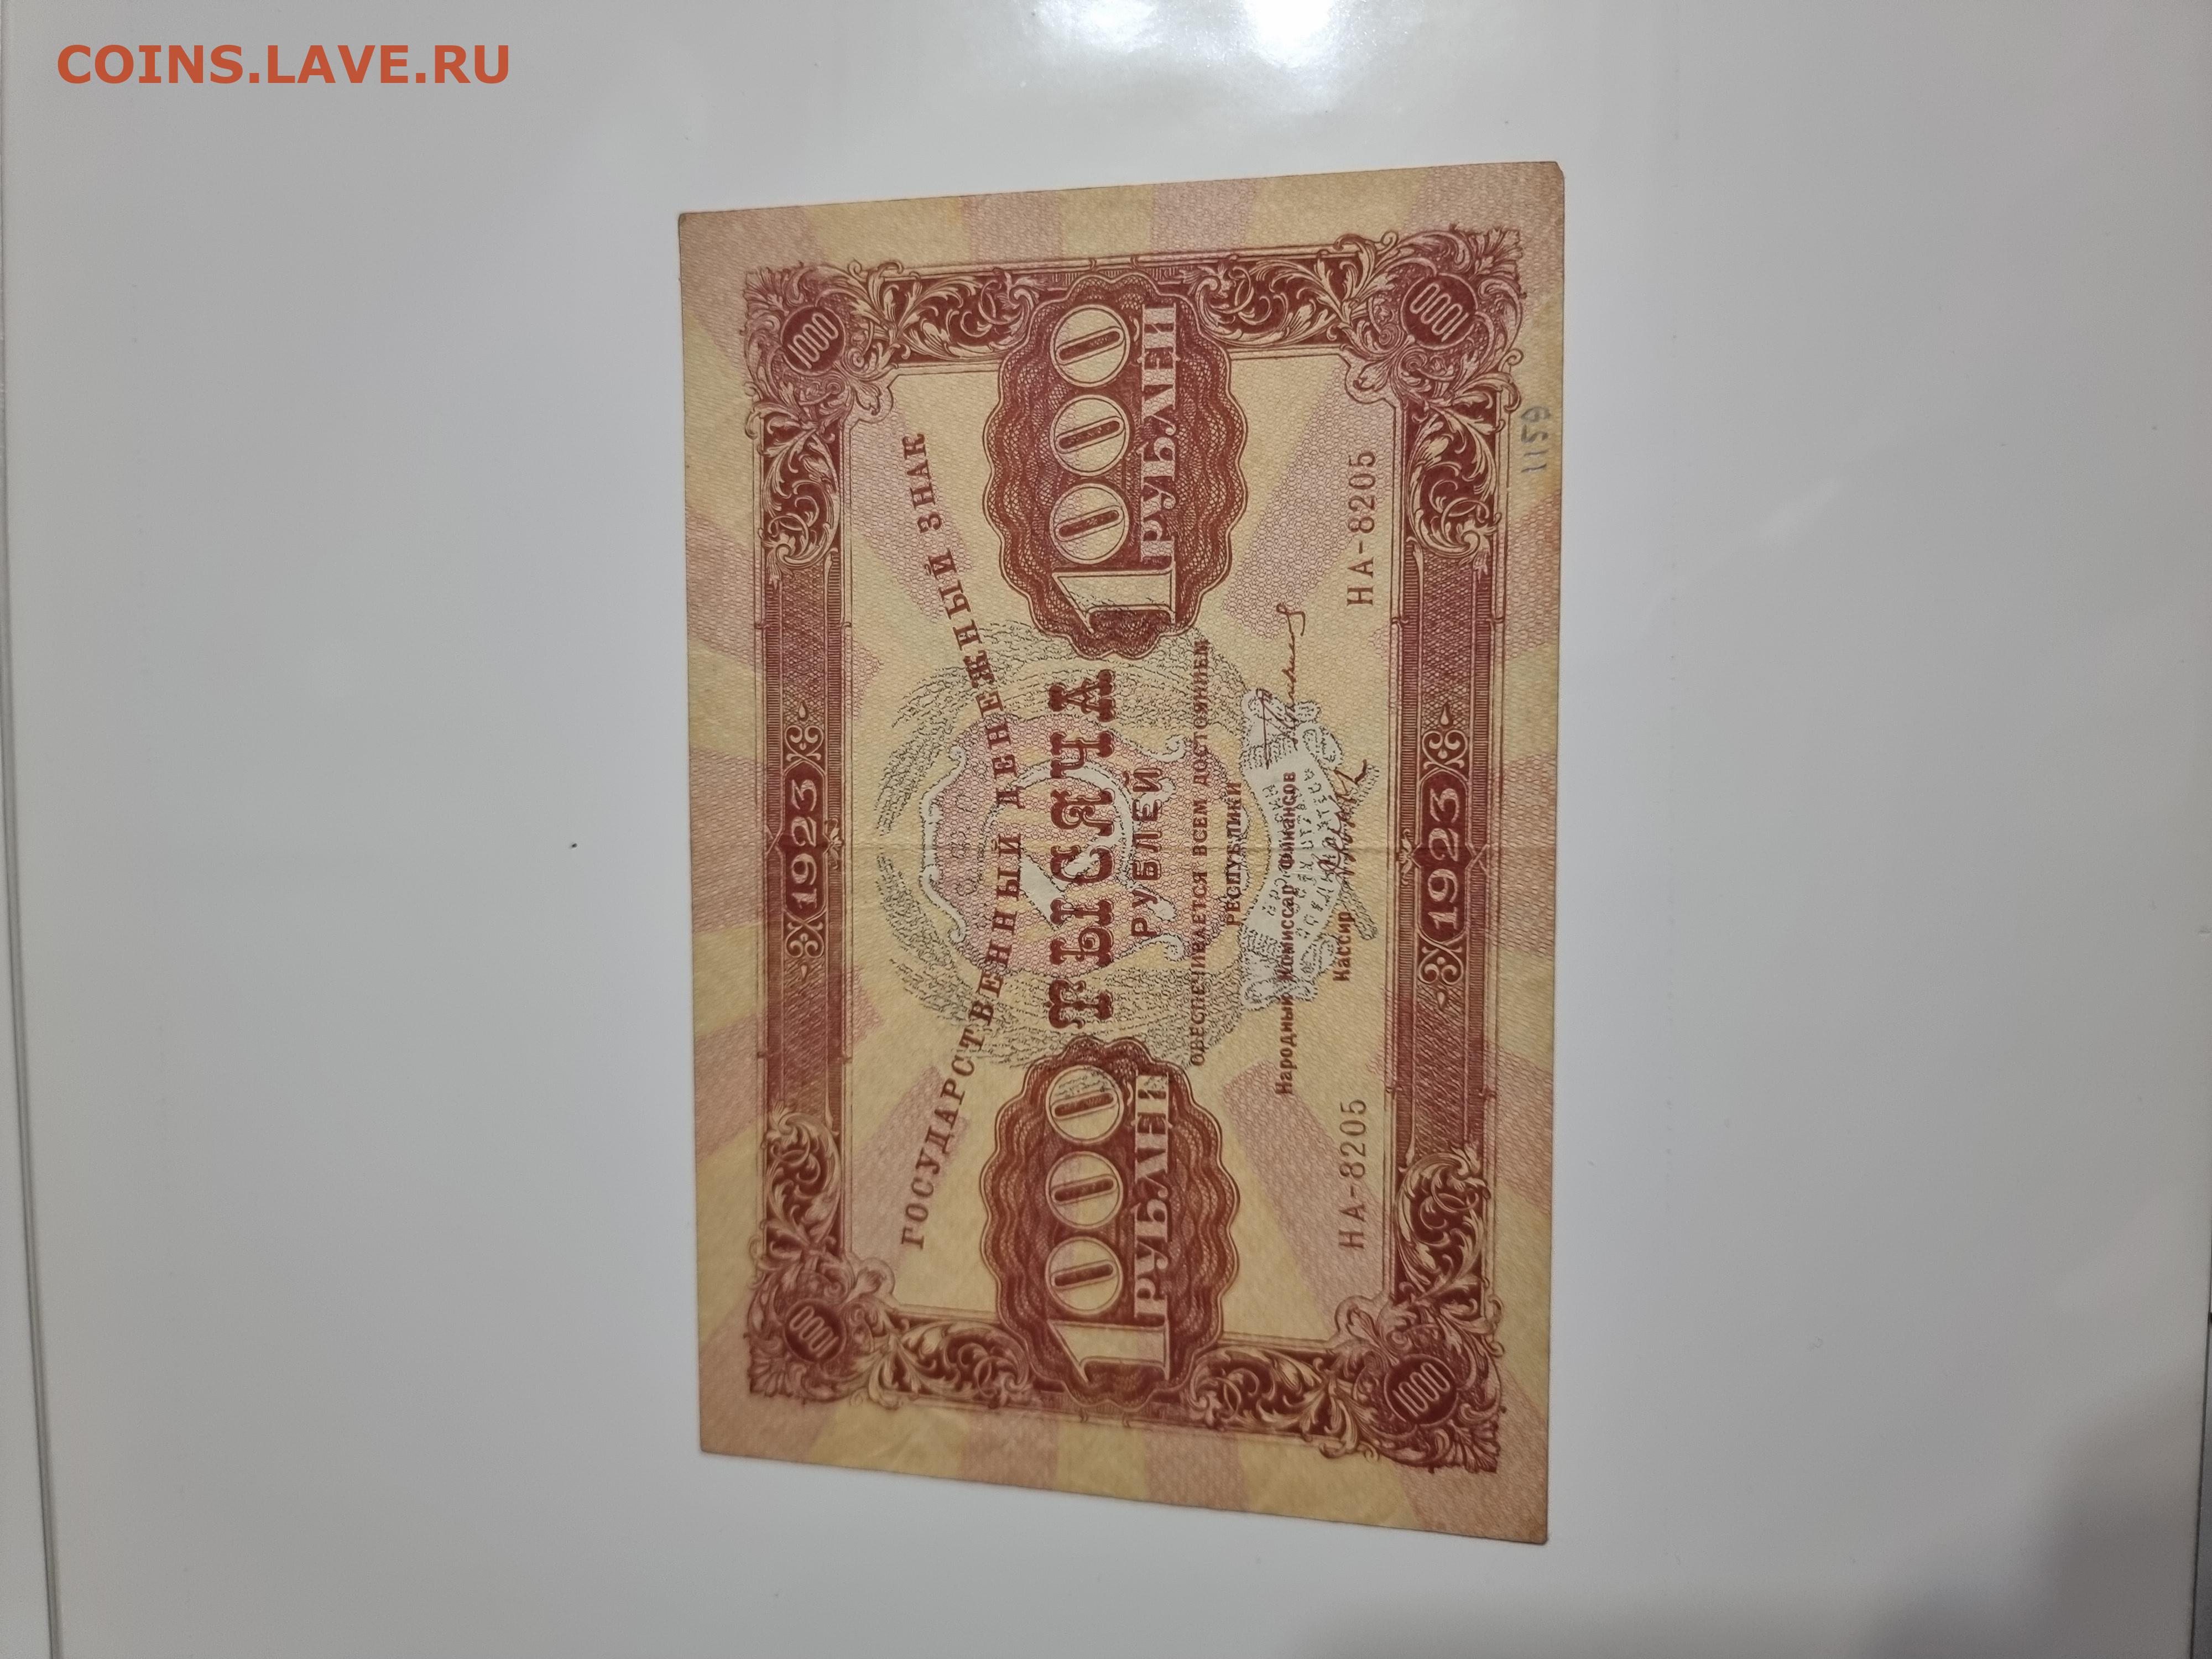 COINS.LAVE.RU
1000
1923
1000
ГОСУДАРСТВЕННЫЙ ДЕНЕЖНЫЙ ЗНАК
1000
РУБЛЕЙ
ТЫСЯЧА
РУБЛЕЙ
1000
РУБЛЕЙ
ОБЕСПЕЧИВАЕТСЯ ВСЕМ ДОСТОЯНИЕМ
РЕСПУБЛИКИ
Народный Комиссар Финансов
Кассир
НА-8205
НА-8205
1000
1923
1000
1159